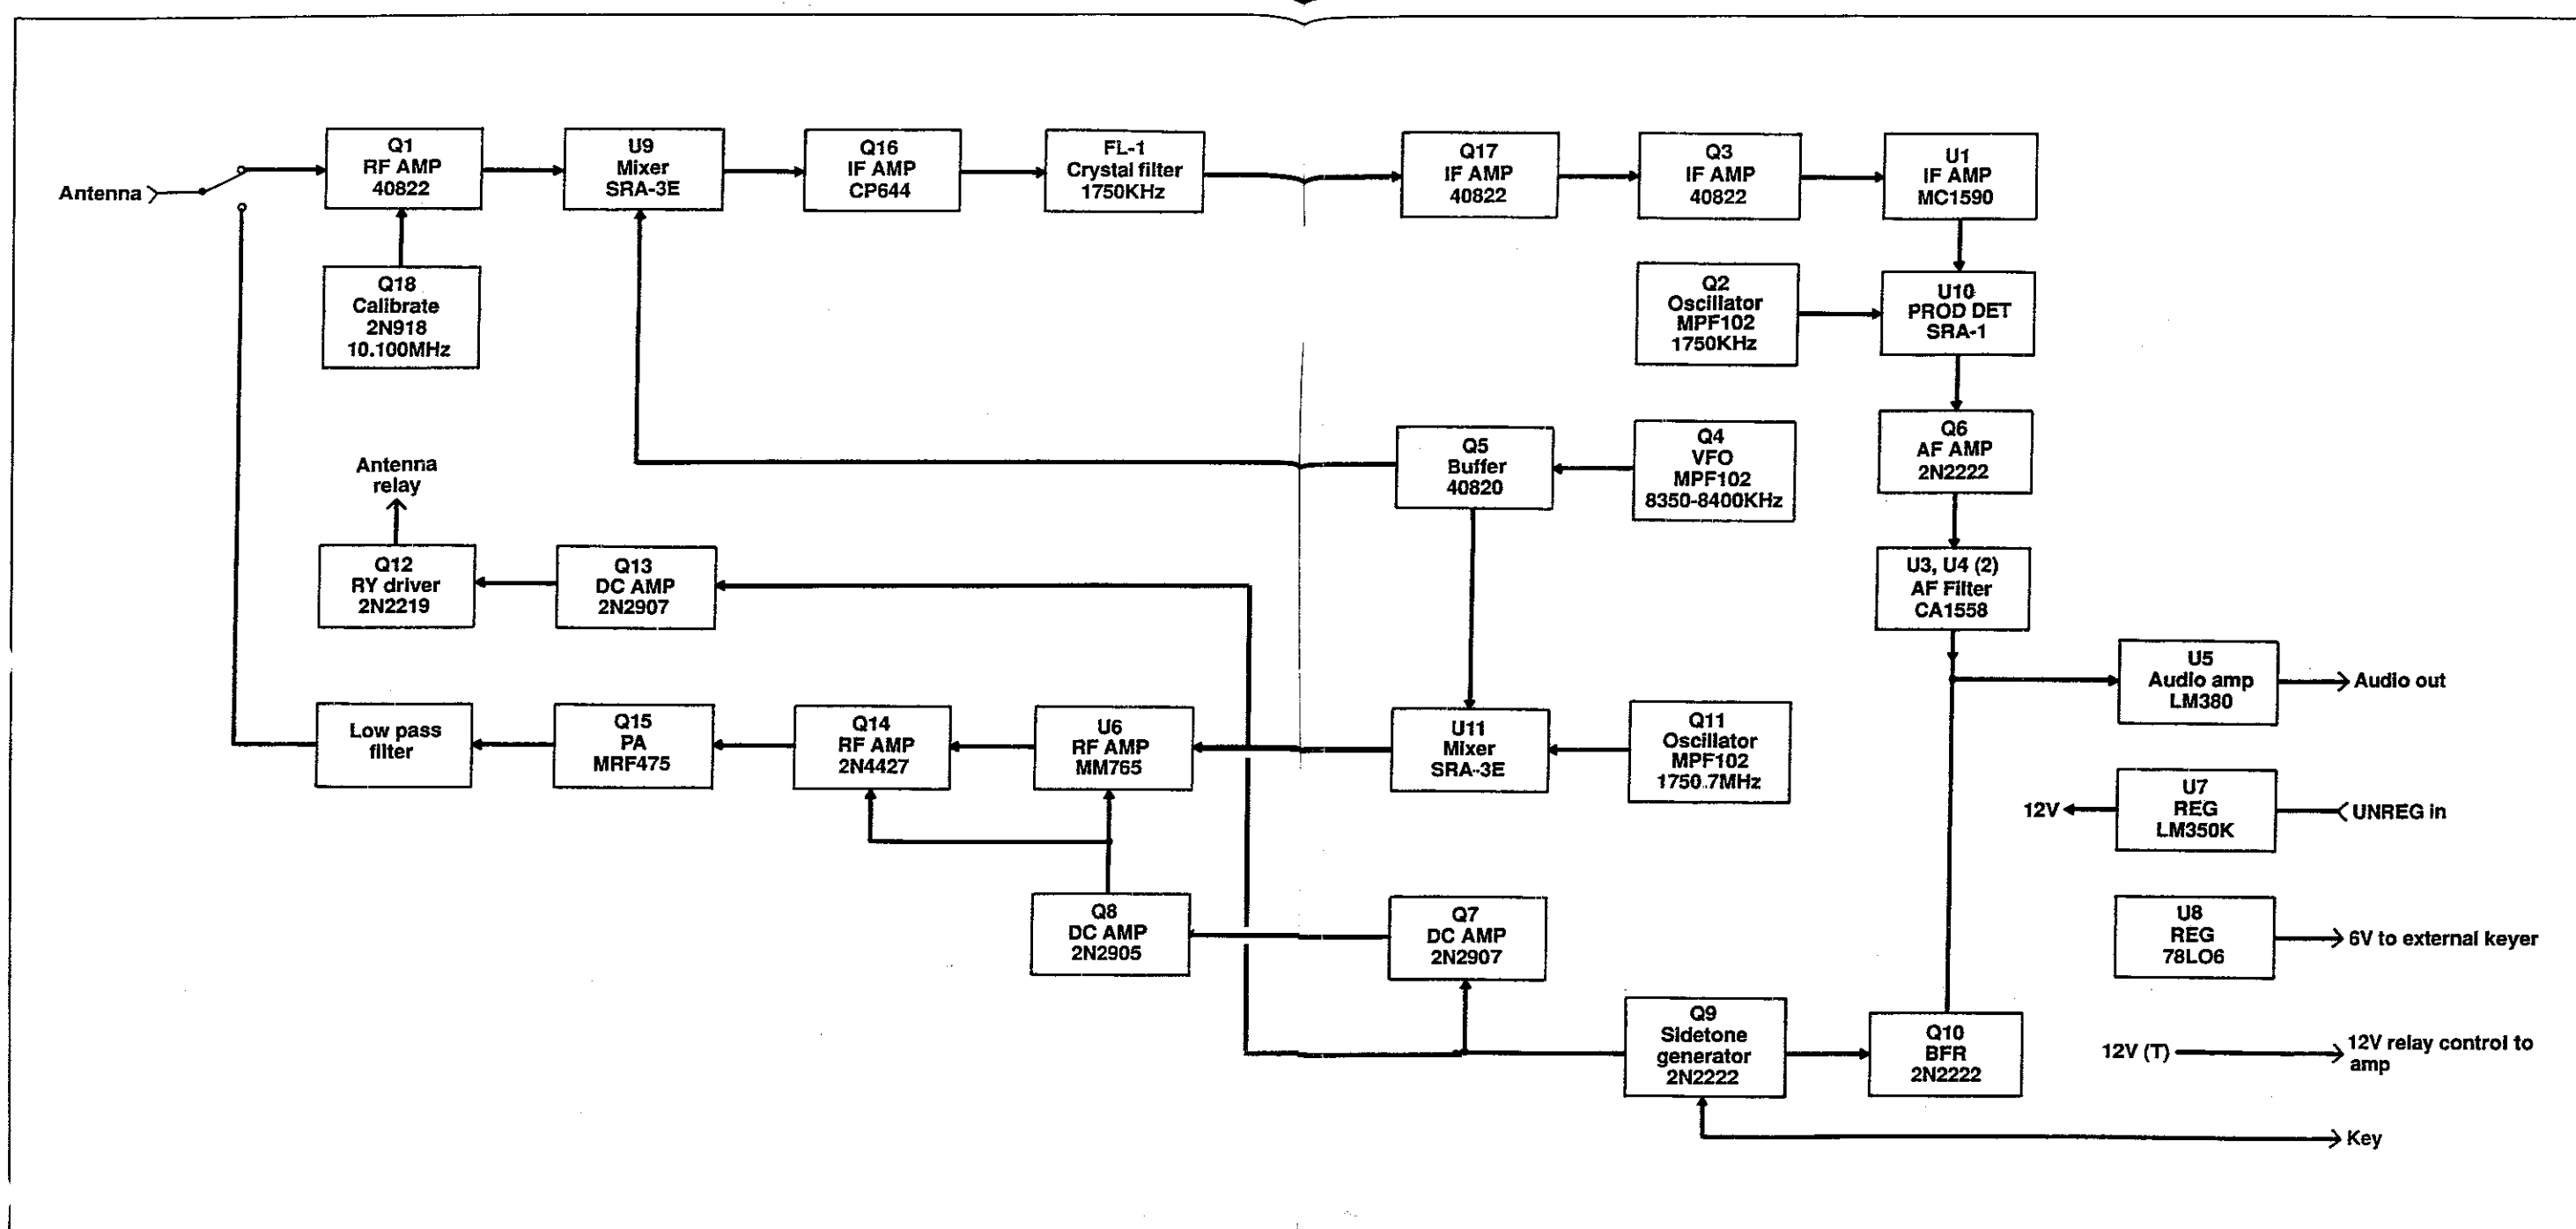 Antenna
Q1
RF AMP
40822
U9
Mixer
SRA-3E
Q16
IF AMP
CP644
FL-1
Crystal filter
1750KHz
Q17
IF AMP
40822
Q3
IF AMP
40822
U1
IF AMP
MC1590
Q18
Calibrate
2N918
10.100MHz
Q2
Oscillator
MPF102
1750KHz
U10
PROD DET
SRA-1
Antenna
relay
Q5
Buffer
40820
Q4
VFO
MPF102
8350-8400KHz
Q6
AF AMP
2N2222
Q12
RY driver
2N2219
Q13
DC AMP
2N2907
U3, U4 (2)
AF Filter
CA1558
U5
Audio amp
LM380
Audio out
Low pass
filter
Q15
PA
MRF475
Q14
RF AMP
2N4427
U6
RF AMP
MM765
U11
Mixer
SRA-3E
Q11
Oscillator
MPF102
1750.7MHz
12V
U7
REG
LM350K
UNREG in
Q8
DC AMP
2N2905
Q7
DC AMP
2N2907
U8
REG
78LO6
6V to external keyer
Q9
Sidetone
generator
2N2222
Q10
BFR
2N2222
12V (T)
12V relay control to
amp
Key